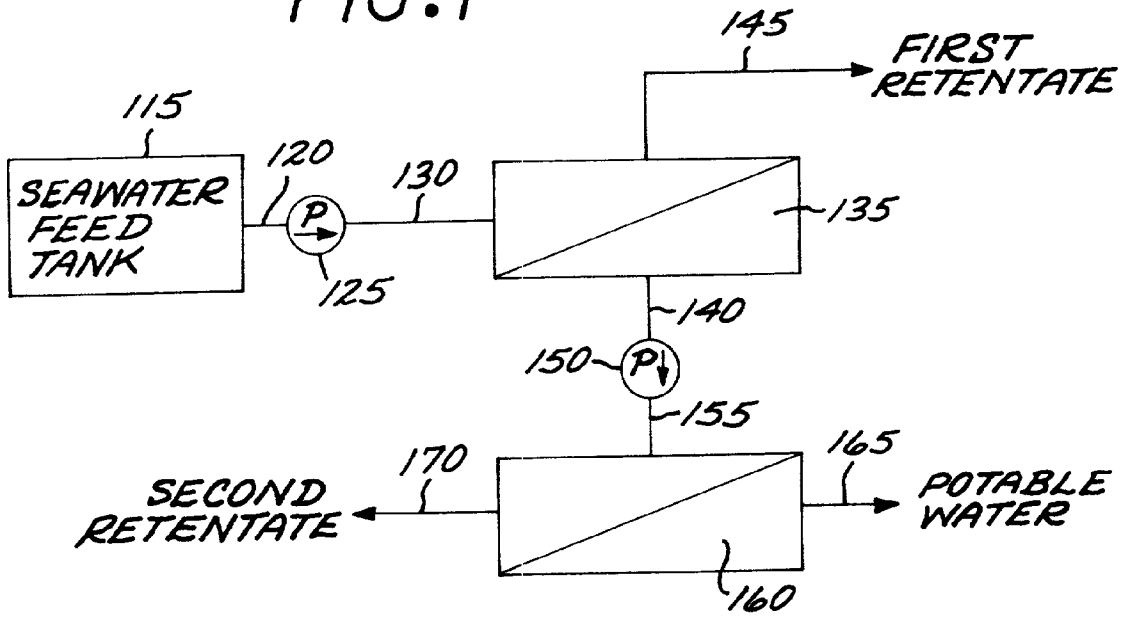 FIG.1
145
FIRST
RETENTATE
115
120
130
SEAWATER
FEED
TANK
P
135
125
140
150
P
155
170
165
SECOND
RETENTATE
POTABLE
WATER
160